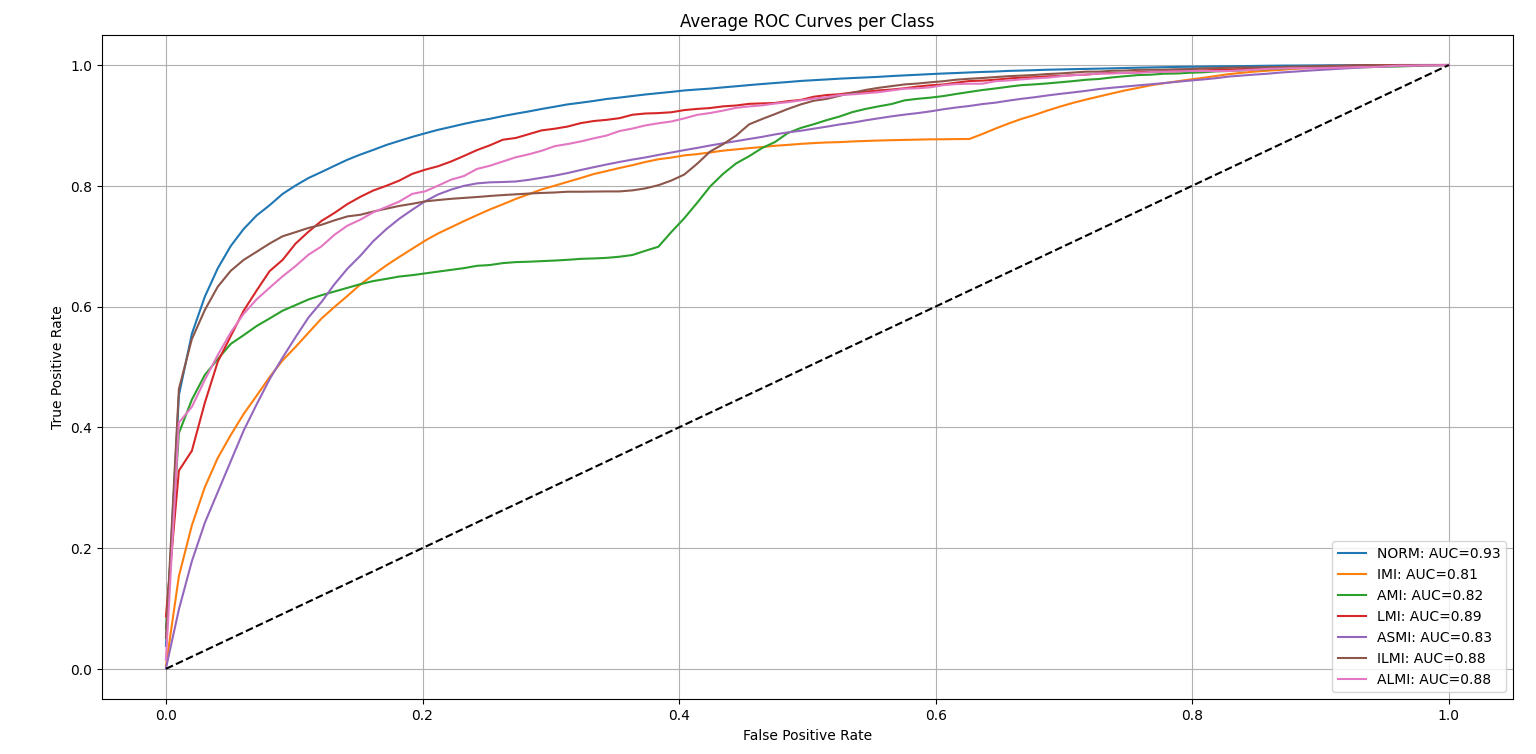 Average ROC Curves per Class
True Positive Rate
1.0
0.8
0.6
0.4
0.2
0.0
NORM: AUC=0.93
IMI: AUC=0.81
AMI: AUC=0.82
LMI: AUC=0.89
ASMI: AUC=0.83
ILMI: AUC=0.88
ALMI: AUC=0.88
0.0 0.2 0.4 0.6 0.8 1.0
False Positive Rate